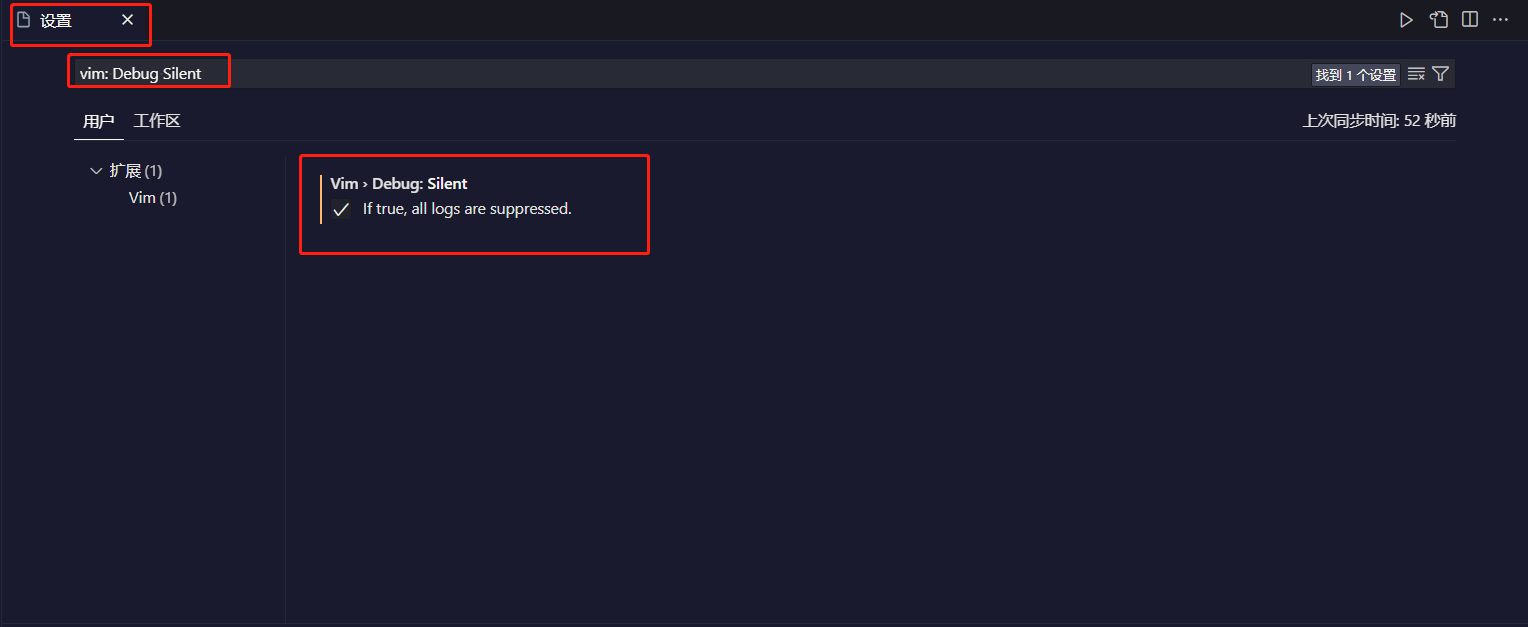 设置
vim: Debug Silent
找到 1 个设置
用户 工作区
上次同步时间: 52 秒前
扩展 (1)
Vim (1)
Vim › Debug: Silent
If true, all logs are suppressed.